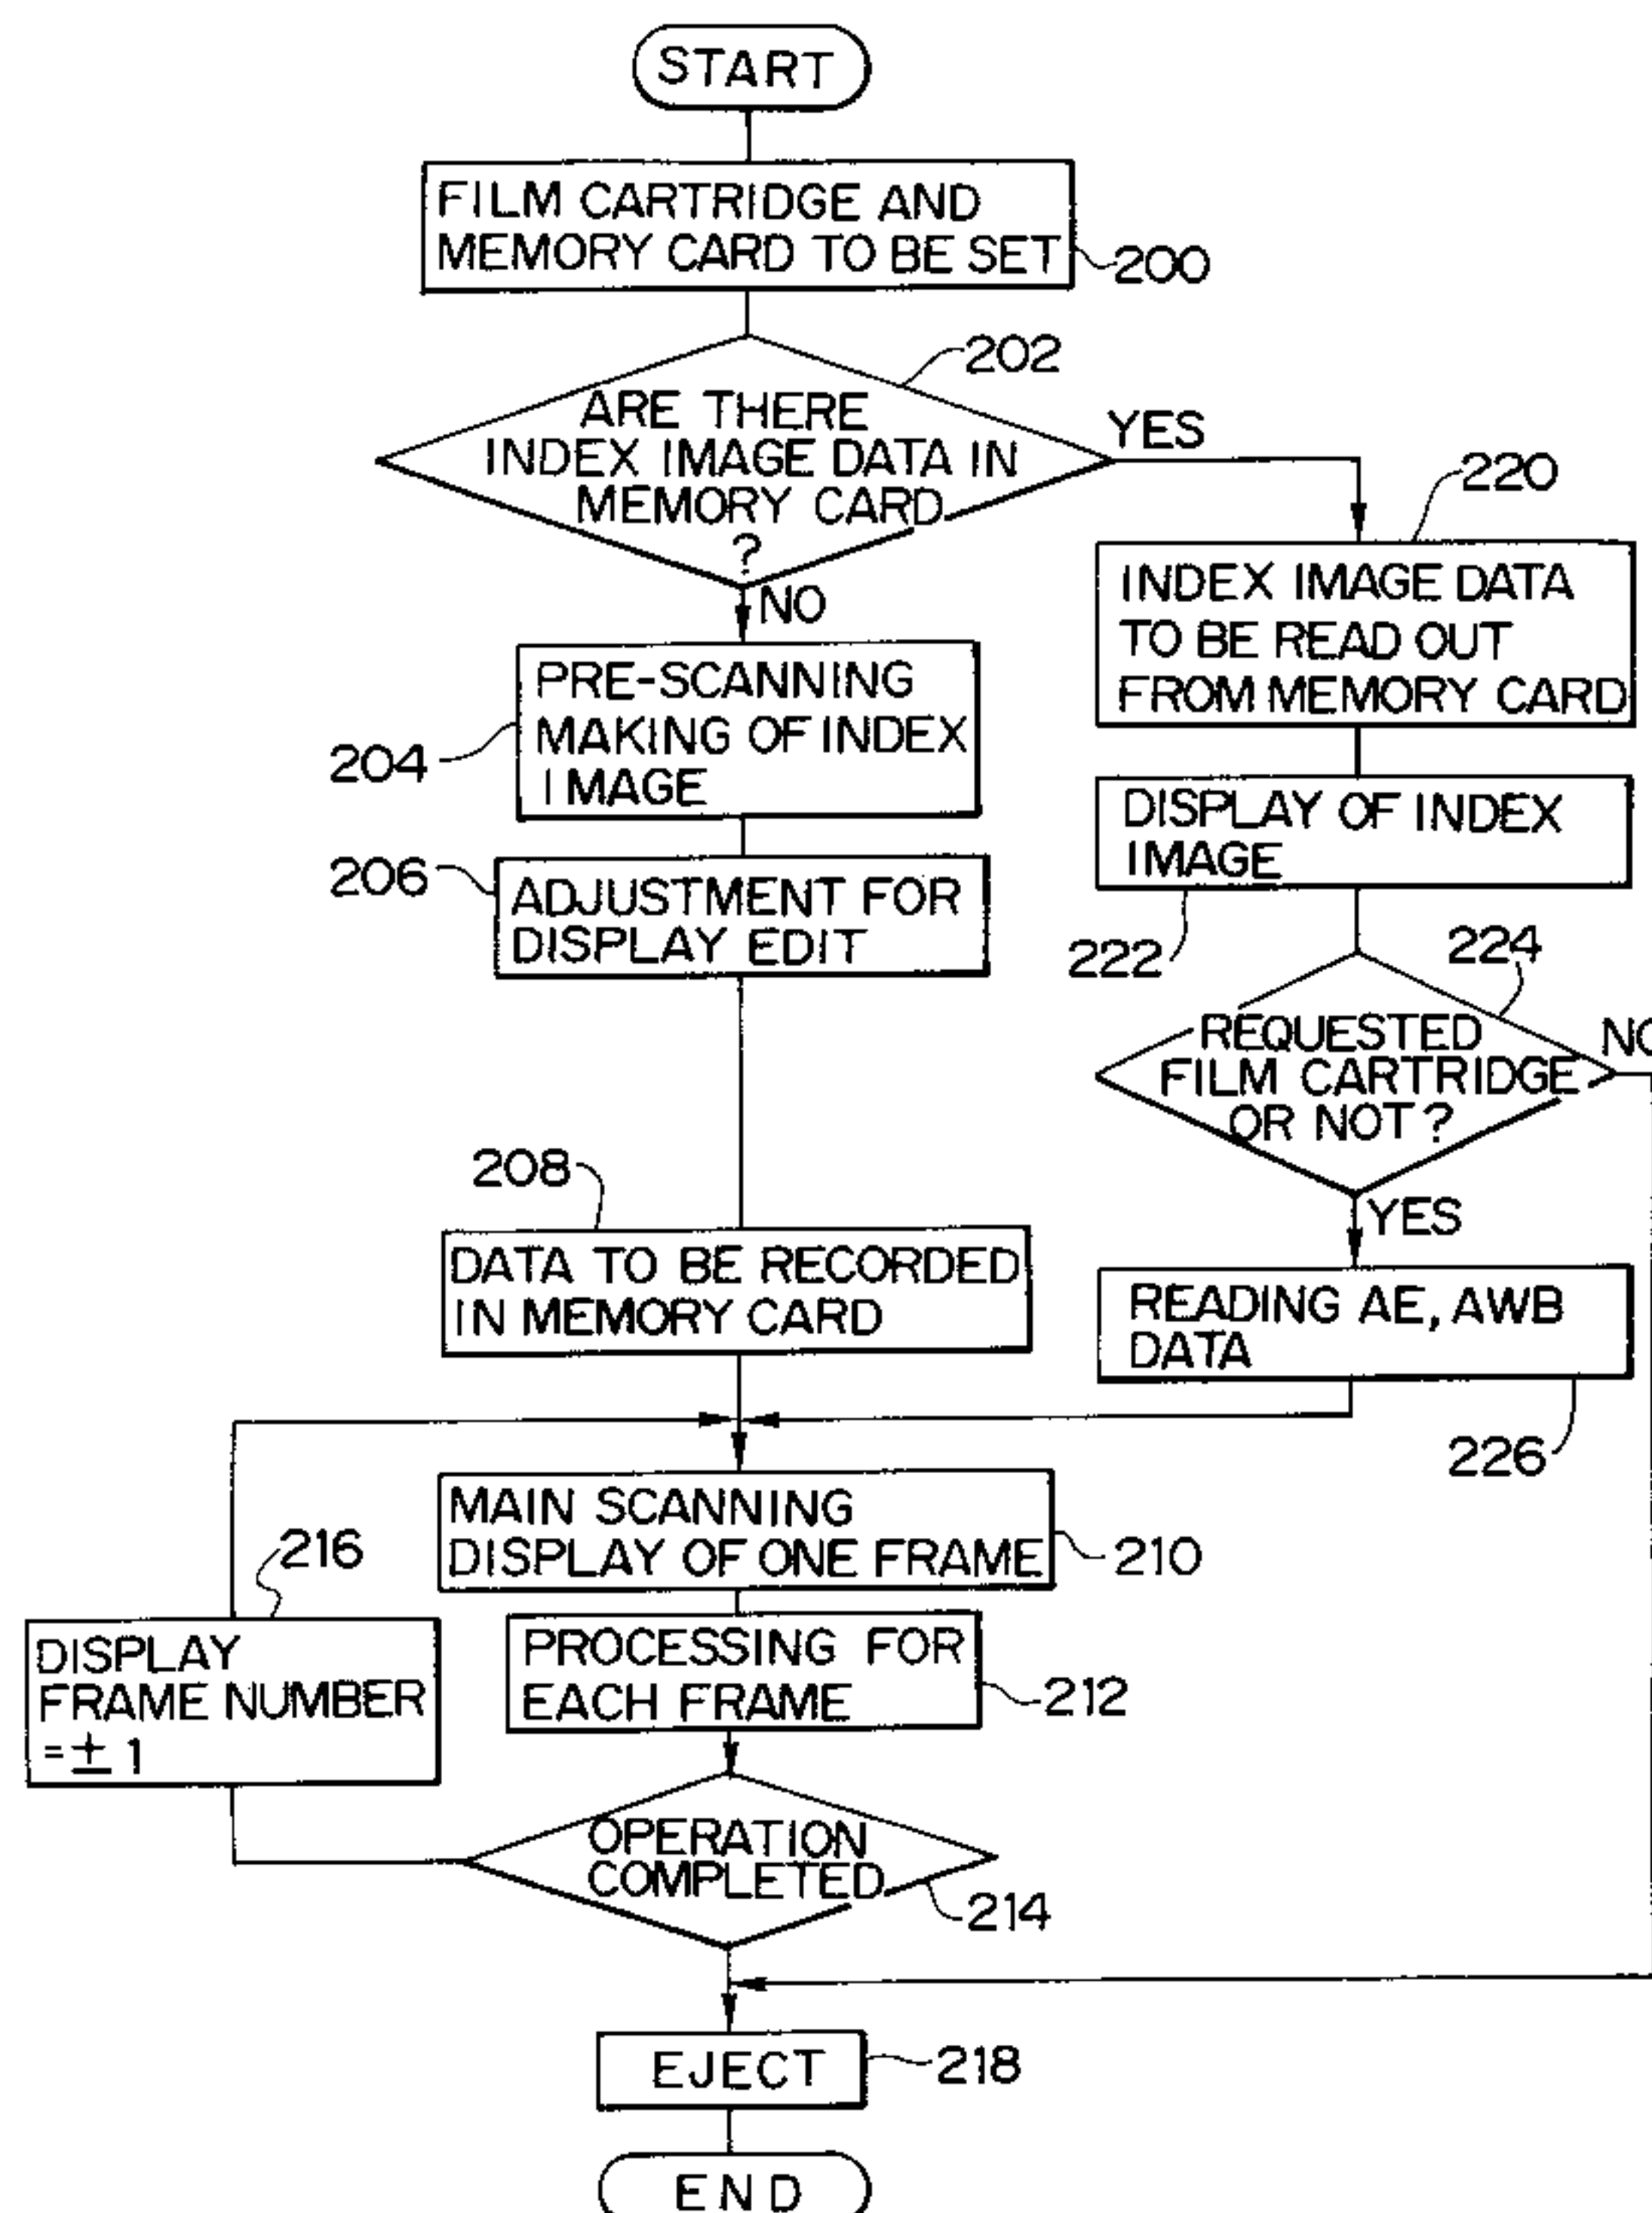 START
FILM CARTRIDGE AND
MEMORY CARD TO BE SET
200
202
ARE THERE
INDEX IMAGE DATA IN
MEMORY CARD
?
YES
NO
220
INDEX IMAGE DATA
TO BE READ OUT
FROM MEMORY CARD
PRE-SCANNING
MAKING OF INDEX
IMAGE
204
DISPLAY OF INDEX
IMAGE
222
206
ADJUSTMENT FOR
DISPLAY EDIT
224
REQUESTED
FILM CARTRIDGE
OR NOT?
NO
YES
208
DATA TO BE RECORDED
IN MEMORY CARD
READING AE, AWB
DATA
226
MAIN SCANNING
DISPLAY OF ONE FRAME
210
216
DISPLAY
FRAME NUMBER
=± 1
PROCESSING FOR
EACH FRAME
212
OPERATION
COMPLETED
214
EJECT
218
END